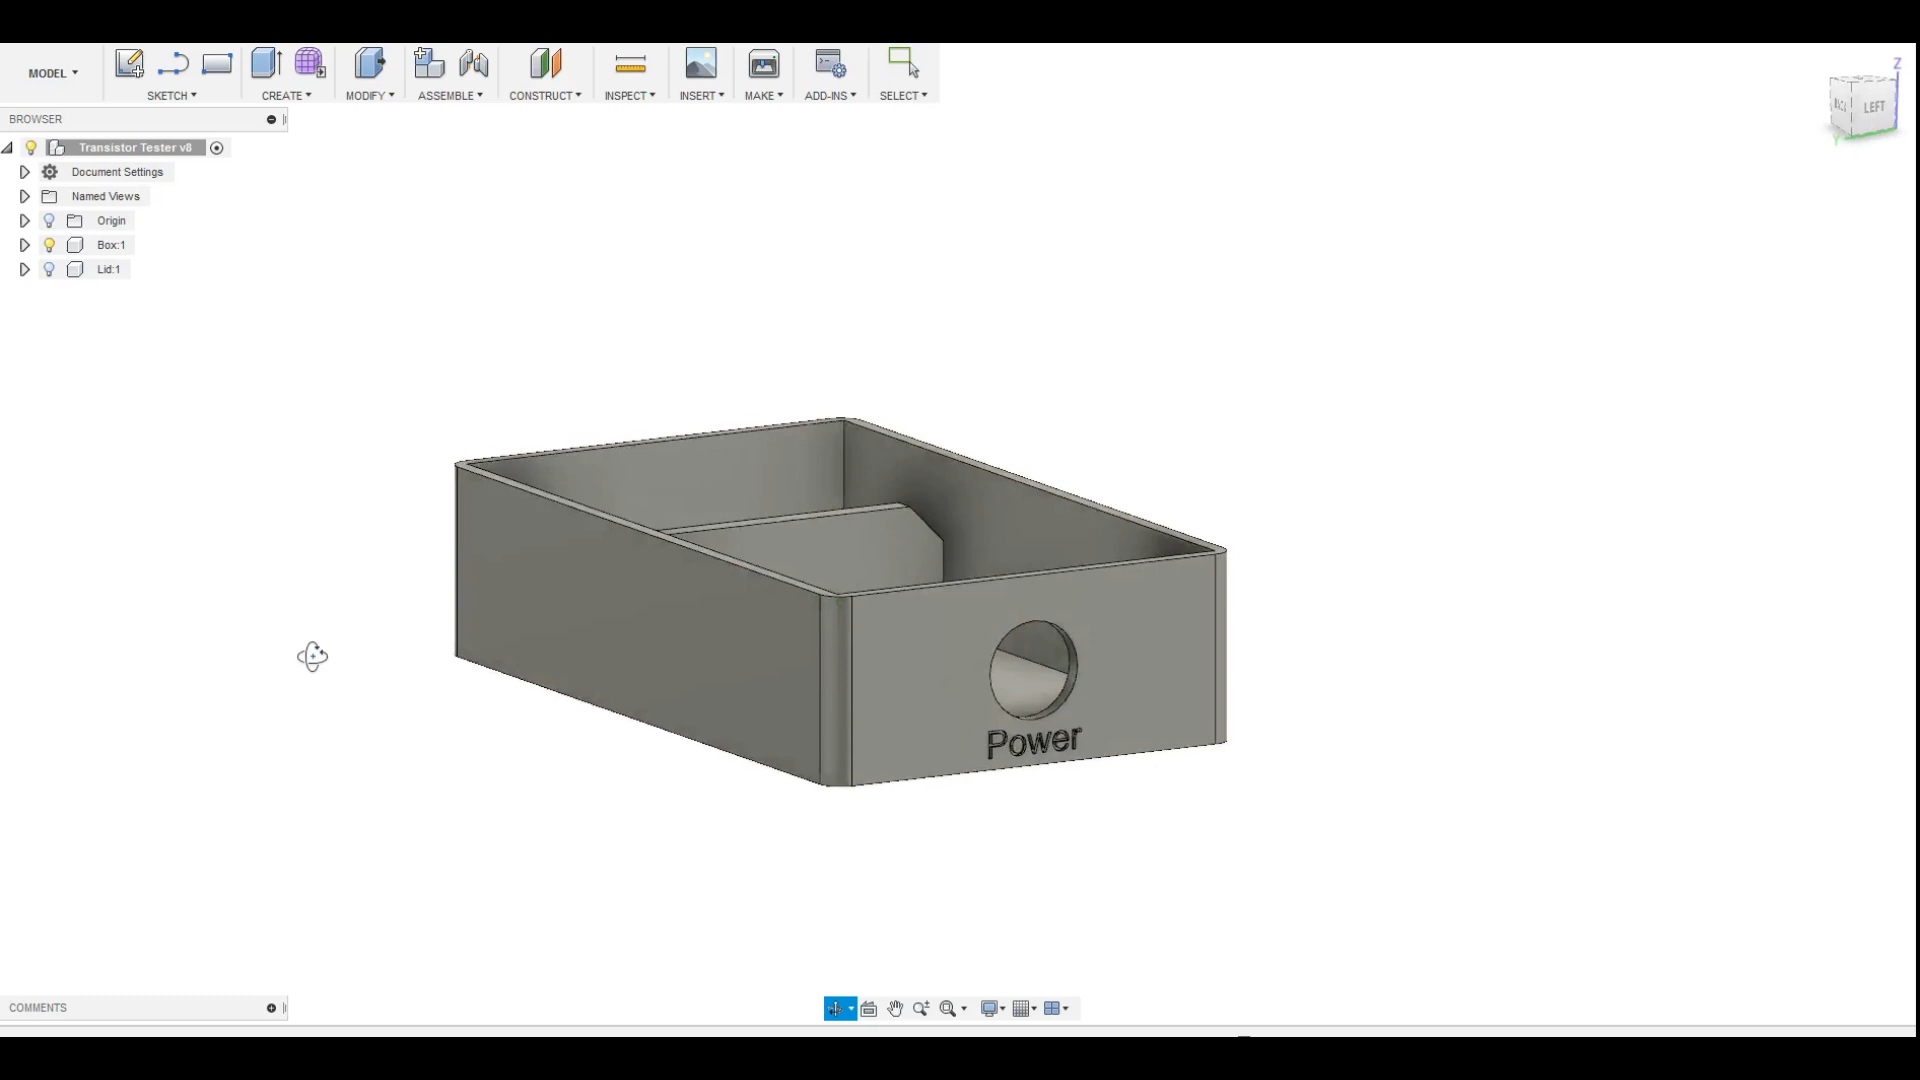 MODEL
SKETCH
CREATE
MODIFY
ASSEMBLE
CONSTRUCT
INSPECT
INSERT
MAKE
ADD-INS
SELECT
BROWSER
Transistor Tester v8
Document Settings
Named Views
Origin
Box:1
Lid:1
Z
LEFT
Y
Power
COMMENTS